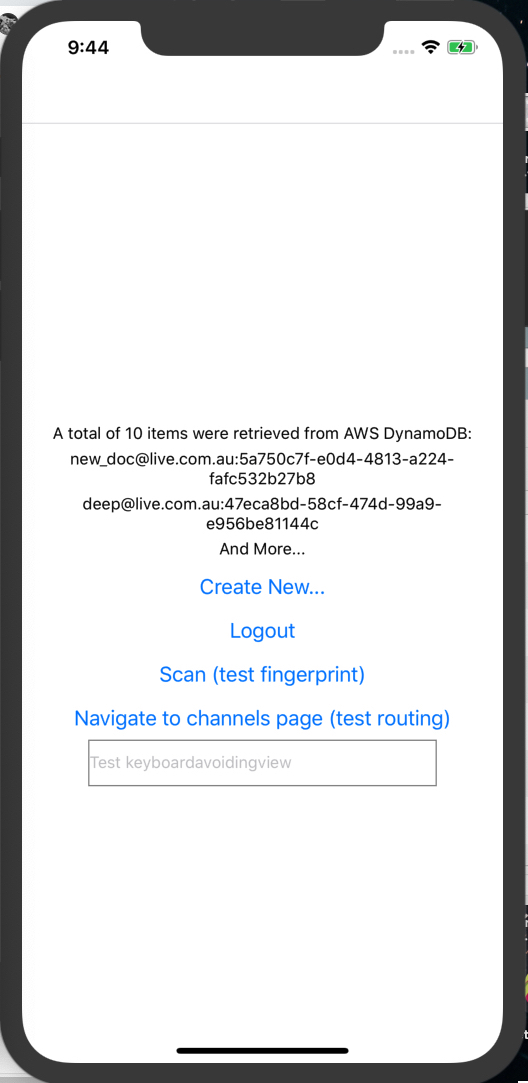 9:44
A total of 10 items were retrieved from AWS DynamoDB:
new_doc@live.com.au:5a750c7f-e0d4-4813-a224-
fafc532b27b8
deep@live.com.au:47eca8bd-58cf-474d-99a9-
e956be81144c
And More...
Create New...
Logout
Scan (test fingerprint)
Navigate to channels page (test routing)
Test keyboardavoidingview